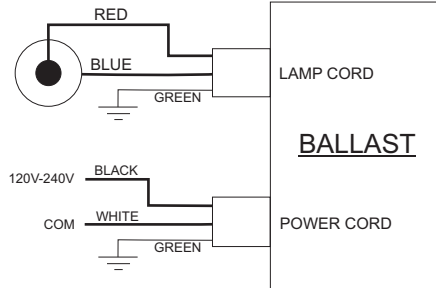 RED
BLUE
LAMP CORD
GREEN
BALLAST
120V-240V
BLACK
COM
WHITE
POWER CORD
GREEN